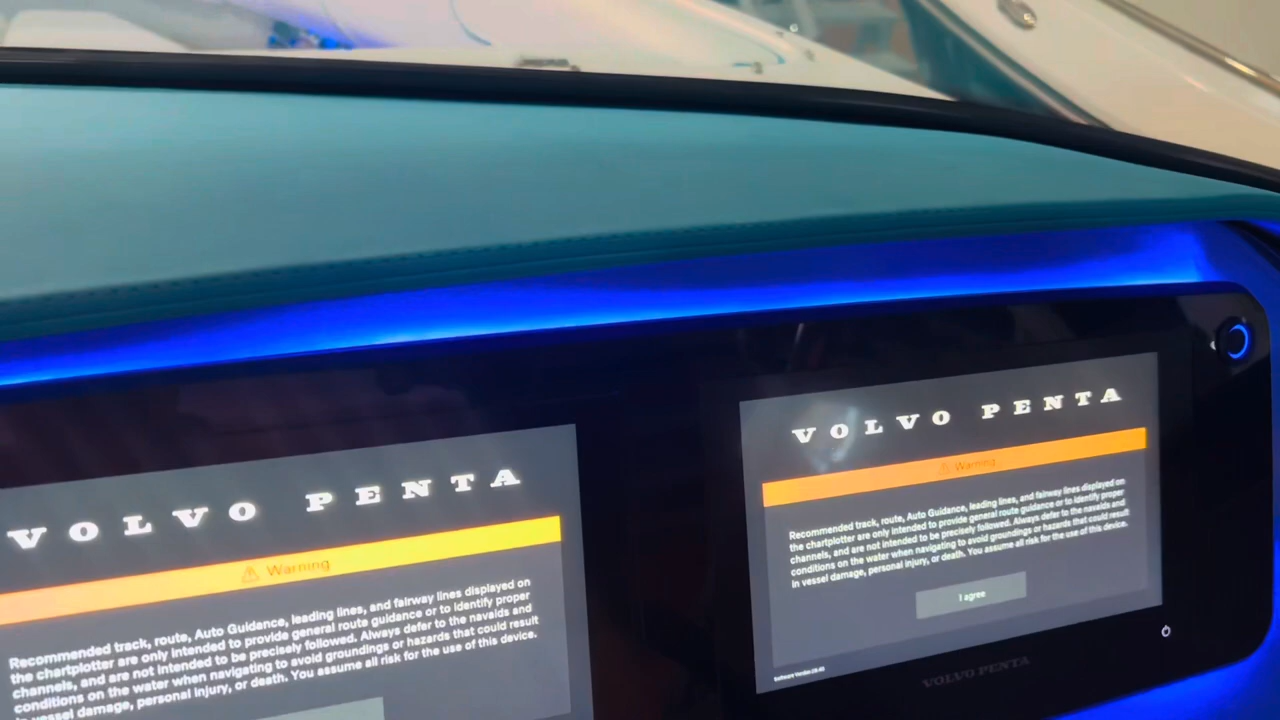 VOLVO PENTA
Warning
Recommended track, route, Auto Guidance, leading lines, and fairway lines displayed on
the chartplotter are only intended to provide general route guidance or to identify proper
channels, and are not intended to be precisely followed. Always defer to the navaids and
conditions on the water when navigating to avoid groundings or hazards that could result
in vessel damage, personal injury, or death. You assume all risk for the use of this device.
VOLVO PENTA
Warning
Recommended track, route, Auto Guidance, leading lines, and fairway lines displayed on
the chartplotter are only intended to provide general route guidance or to identify proper
channels, and are not intended to be precisely followed. Always defer to the navaids and
conditions on the water when navigating to avoid groundings or hazards that could result
in vessel damage, personal injury, or death. You assume all risk for the use of this device.
I agree
Software Version
VOLVO PENTA